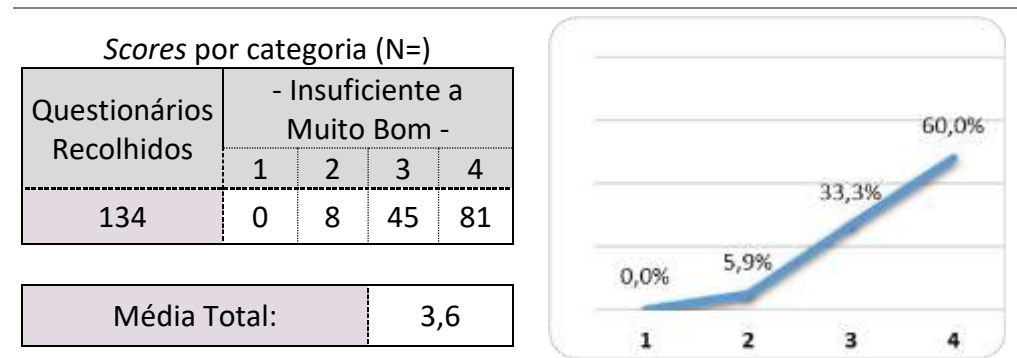 Scores por categoria (N=)
Questionários
Recolhidos
- Insuficiente a
Muito Bom -
1 2 3 4
134 0 8 45 81
Média Total: 3,6
60,0%
33,3%
5,9%
0,0%
1 2 3 4